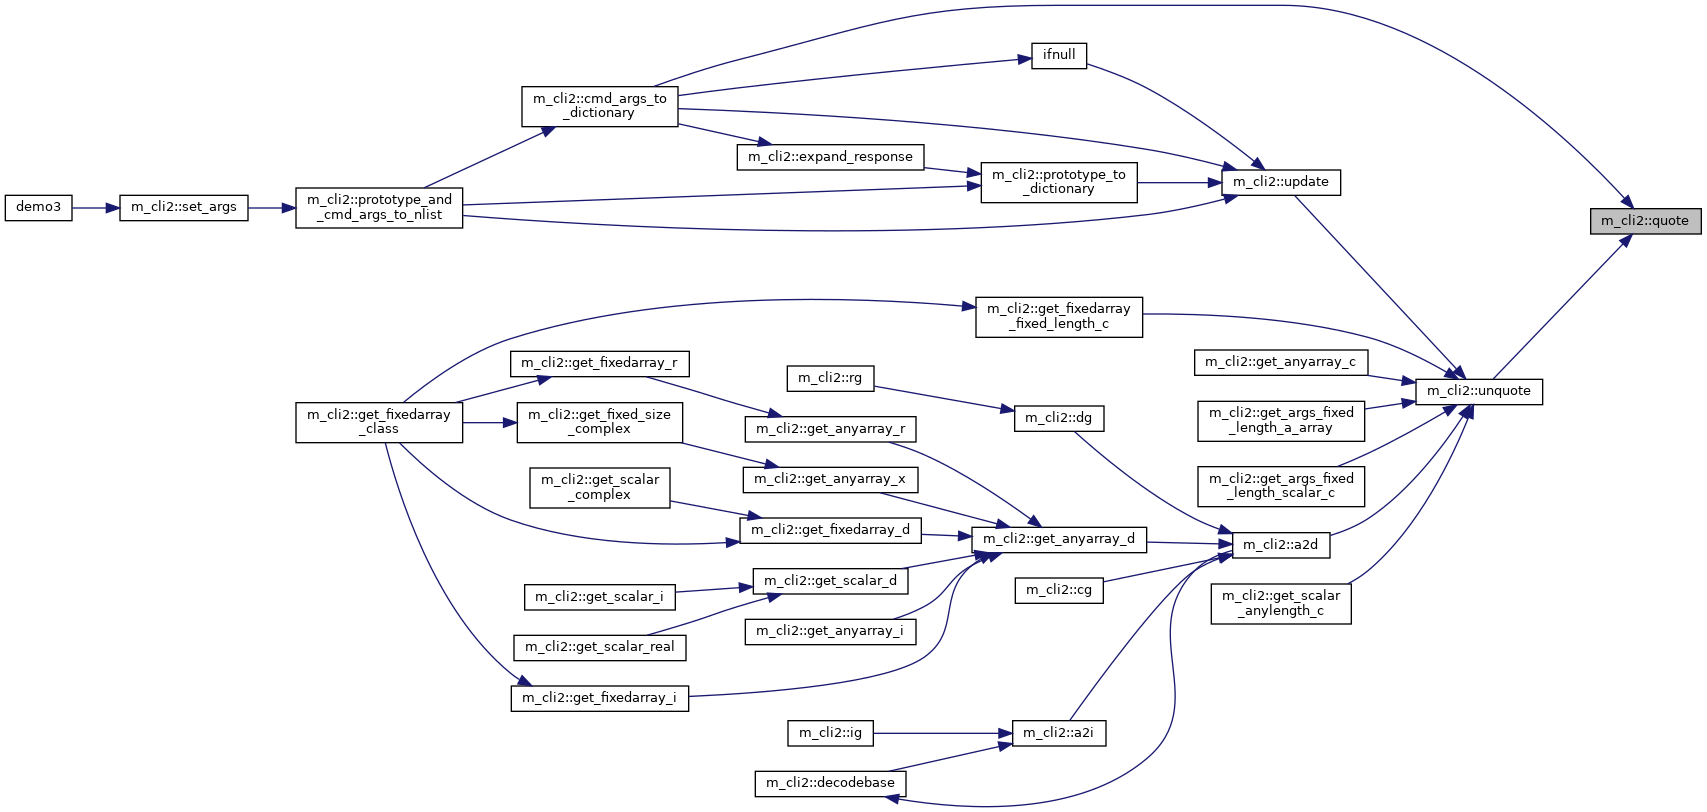 ifnull
m_cli2::cmd_args_to
_dictionary
m_cli2::expand_response
m_cli2::prototype_to
_dictionary
m_cli2::update
demo3
m_cli2::set_args
m_cli2::prototype_and
_cmd_args_to_nlist
m_cli2::quote
m_cli2::get_fixedarray
_fixed_length_c
m_cli2::get_fixedarray_r
m_cli2::get_anyarray_c
m_cli2::rg
m_cli2::unquote
m_cli2::get_fixedarray
_class
m_cli2::get_fixed_size
_complex
m_cli2::dg
m_cli2::get_args_fixed
_length_a_array
m_cli2::get_anyarray_r
m_cli2::get_anyarray_x
m_cli2::get_scalar
_complex
m_cli2::get_args_fixed
_length_scalar_c
m_cli2::get_fixedarray_d
m_cli2::get_anyarray_d
m_cli2::a2d
m_cli2::get_scalar_d
m_cli2::get_scalar_i
m_cli2::cg
m_cli2::get_scalar
_anylength_c
m_cli2::get_anyarray_i
m_cli2::get_scalar_real
m_cli2::get_fixedarray_i
m_cli2::ig
m_cli2::a2i
m_cli2::decodebase